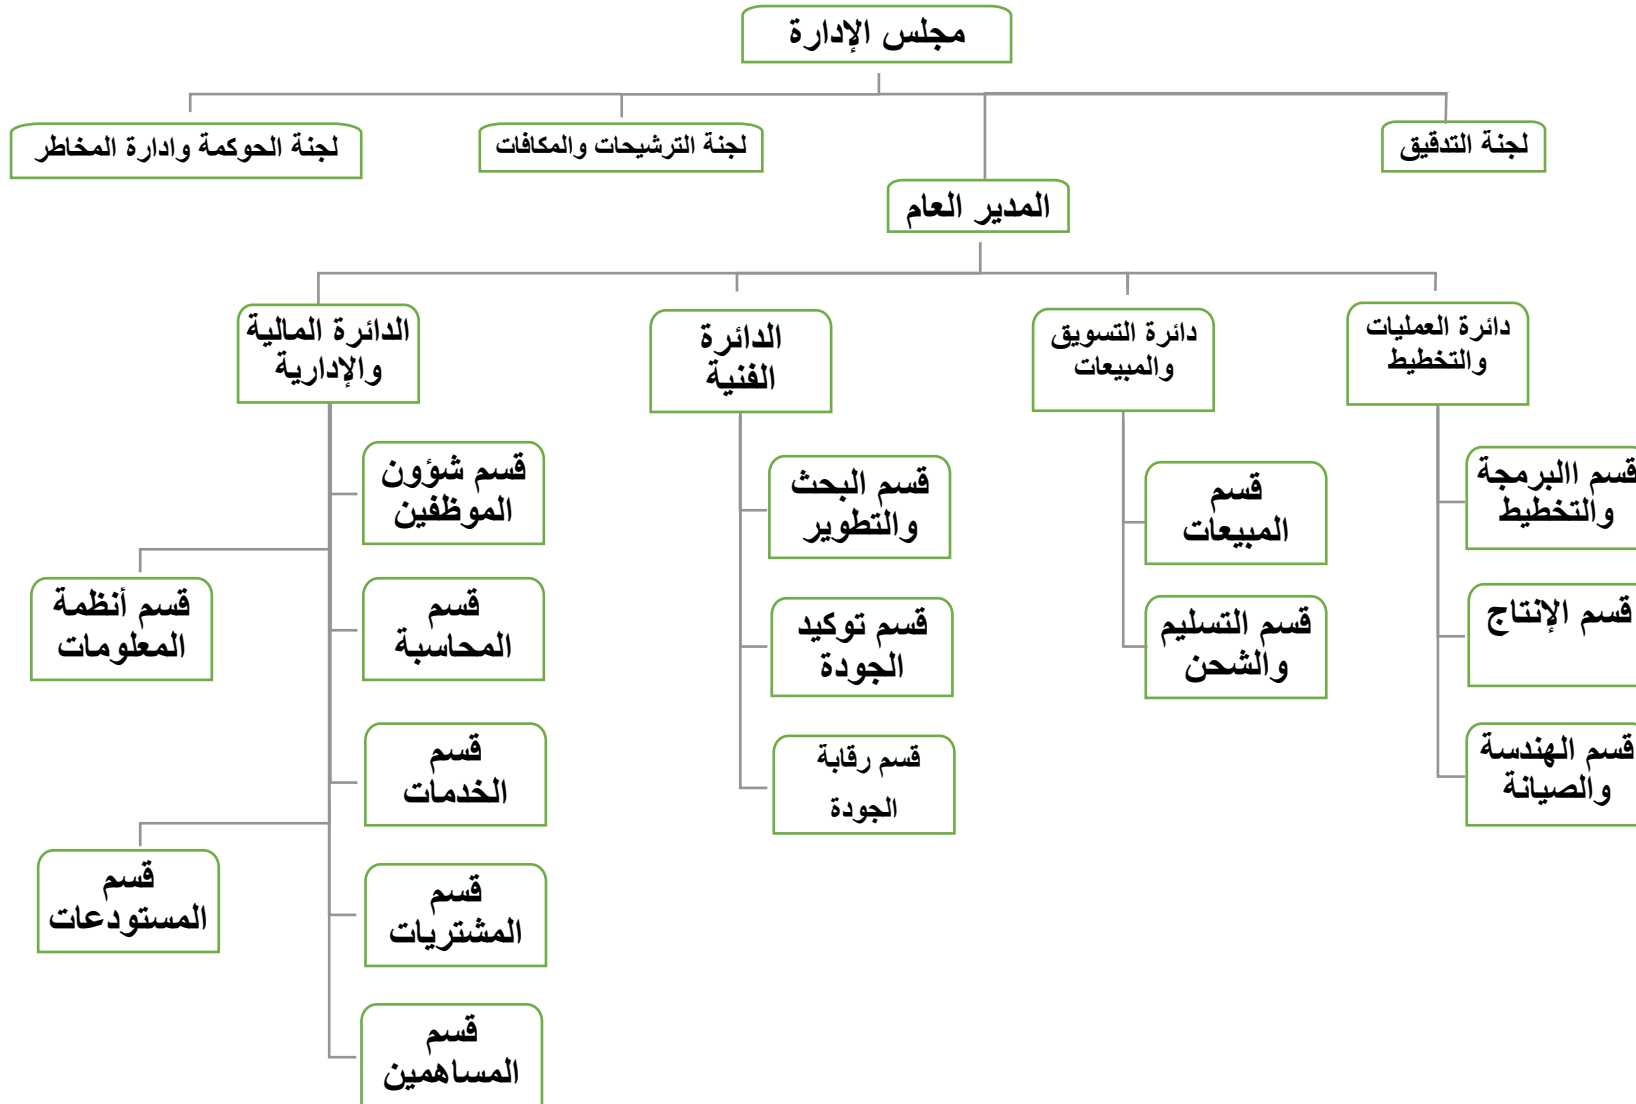 مجلس الإدارة
لجنة التدقيق
لجنة الترشيحات والمكافات
لجنة الحوكمة وادارة المخاطر
المدير العام
دائرة العمليات
والتخطيط
دائرة التسويق
والمبيعات
الدائرة
الفنية
الدائرة المالية
والإدارية
قسم االبرمجة
والتخطيط
قسم الإنتاج
قسم الهندسة
والصيانة
قسم
المبيعات
قسم التسليم
والشحن
قسم البحث
والتطوير
قسم توكيد
الجودة
قسم رقابة
الجودة
قسم شؤون
الموظفين
قسم
المحاسبة
قسم
الخدمات
قسم
المشتريات
قسم
المساهمين
قسم أنظمة
المعلومات
قسم
المستودعات